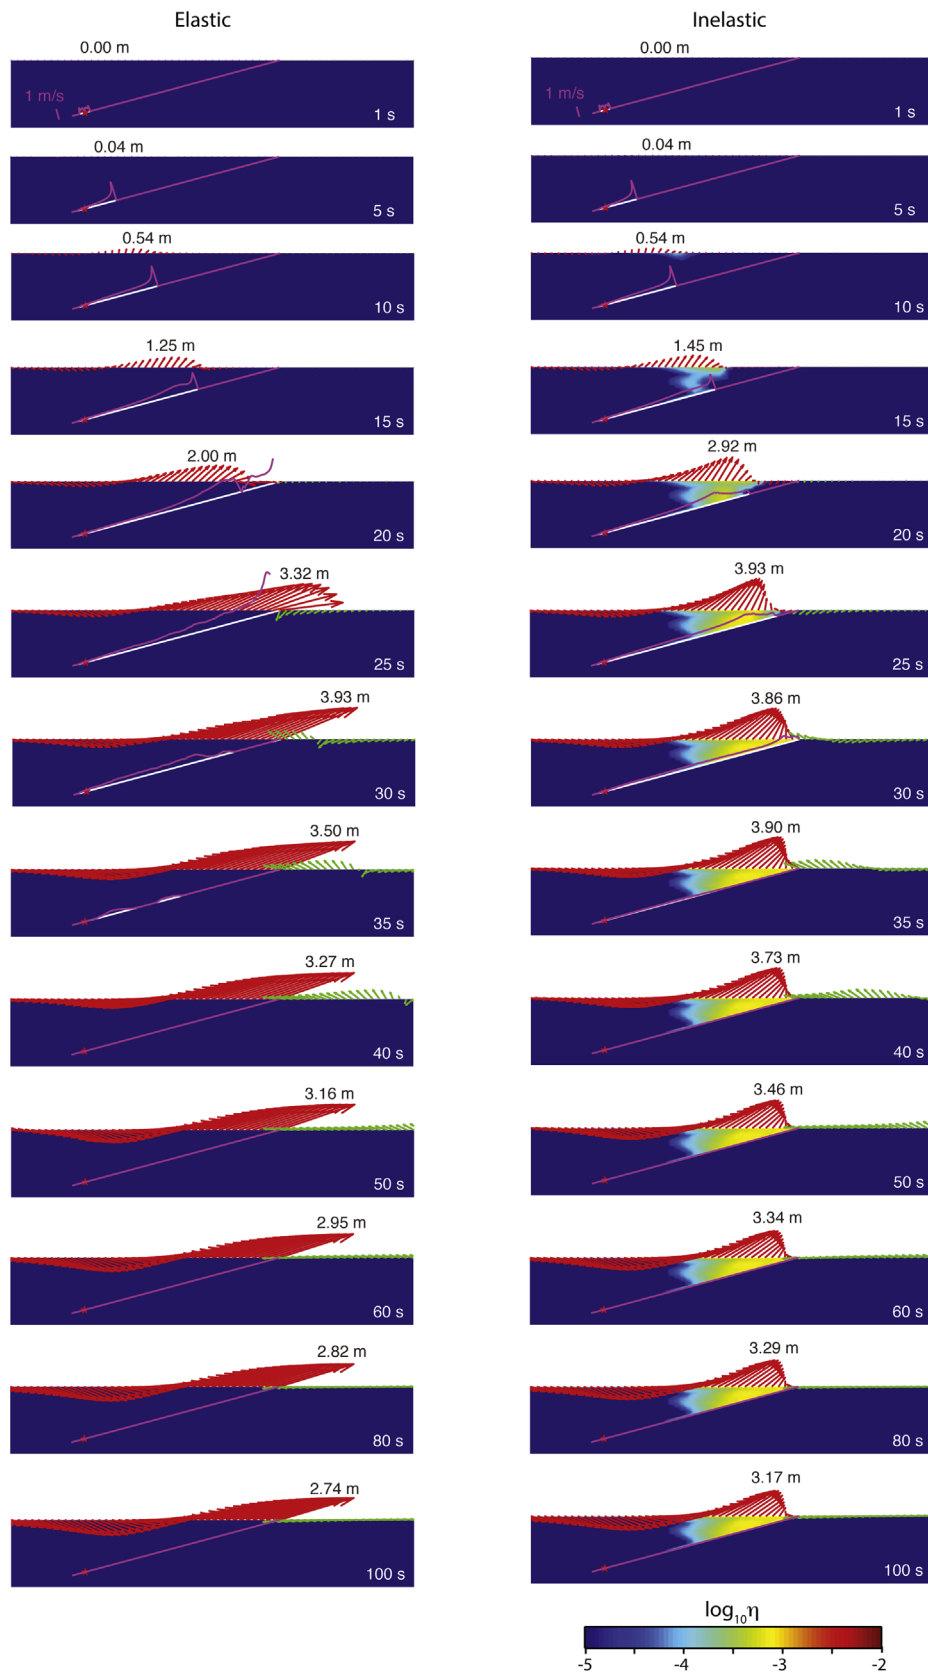 Elastic Inelastic
0.00 m 0.00 m
1 m/s 1 m/s
1 s 1 s
0.04 m 0.04 m
5 s 5 s
0.54 m 0.54 m
10 s 10 s
1.25 m 1.45 m
15 s 15 s
2.00 m 2.92 m
20 s 20 s
3.32 m 3.93 m
25 s 25 s
3.93 m 3.86 m
30 s 30 s
3.50 m 3.90 m
35 s 35 s
3.27 m 3.73 m
40 s 40 s
3.16 m 3.46 m
50 s 50 s
2.95 m 3.34 m
60 s 60 s
2.82 m 3.29 m
80 s 80 s
2.74 m 3.17 m
100 s 100 s
log₁₀η
-5 -4 -3 -2